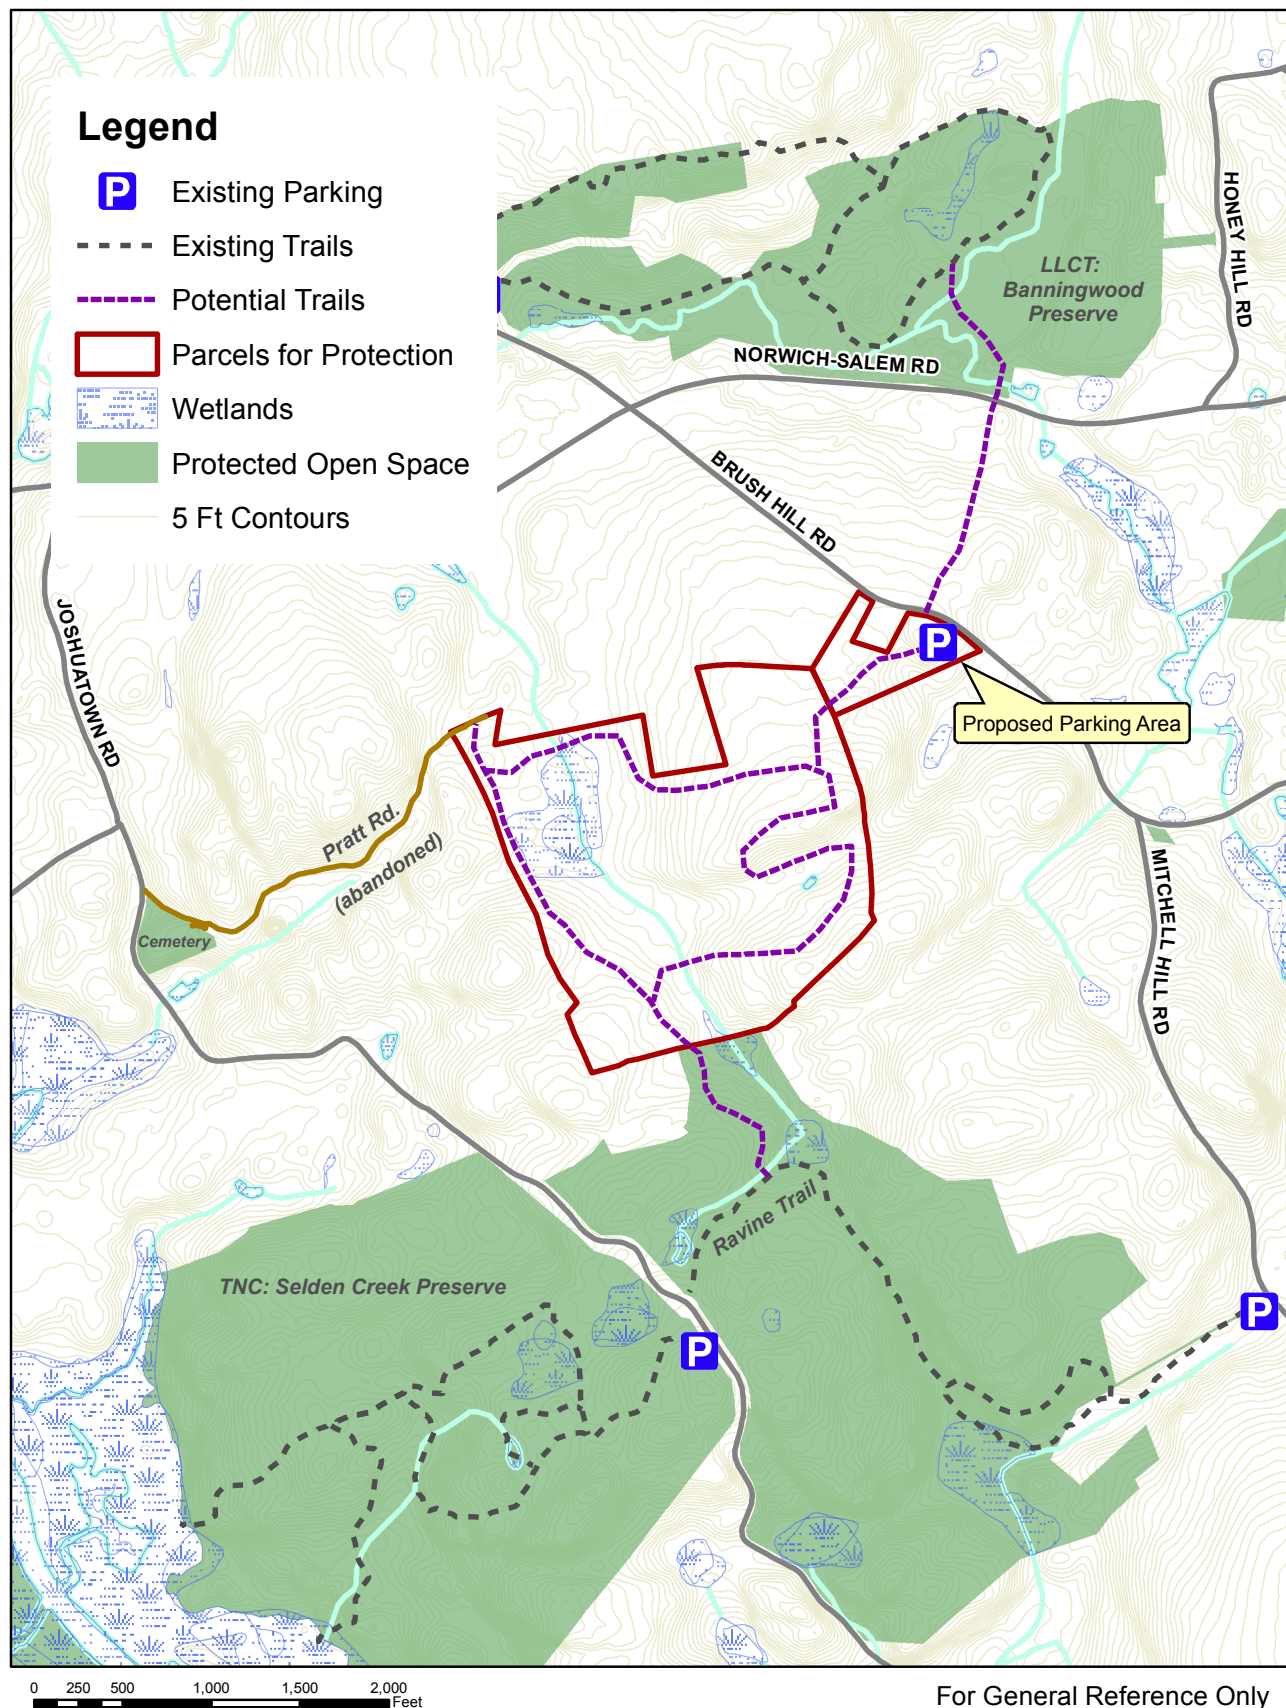 Legend
P Existing Parking
Existing Trails
Potential Trails
Parcels for Protection
Wetlands
Protected Open Space
5 Ft Contours
HONEY HILL RD
LLCT:
Banningwood
Preserve
NORWICH-SALEM RD
BRUSH HILL RD
JOSHUATOWN RD
P
Proposed Parking Area
Pratt Rd.
(abandoned)
MITCHELL HILL RD
Cemetery
Ravine Trail
TNC: Selden Creek Preserve
P
P
0 250 500 1,000 1,500 2,000
Feet
For General Reference Only